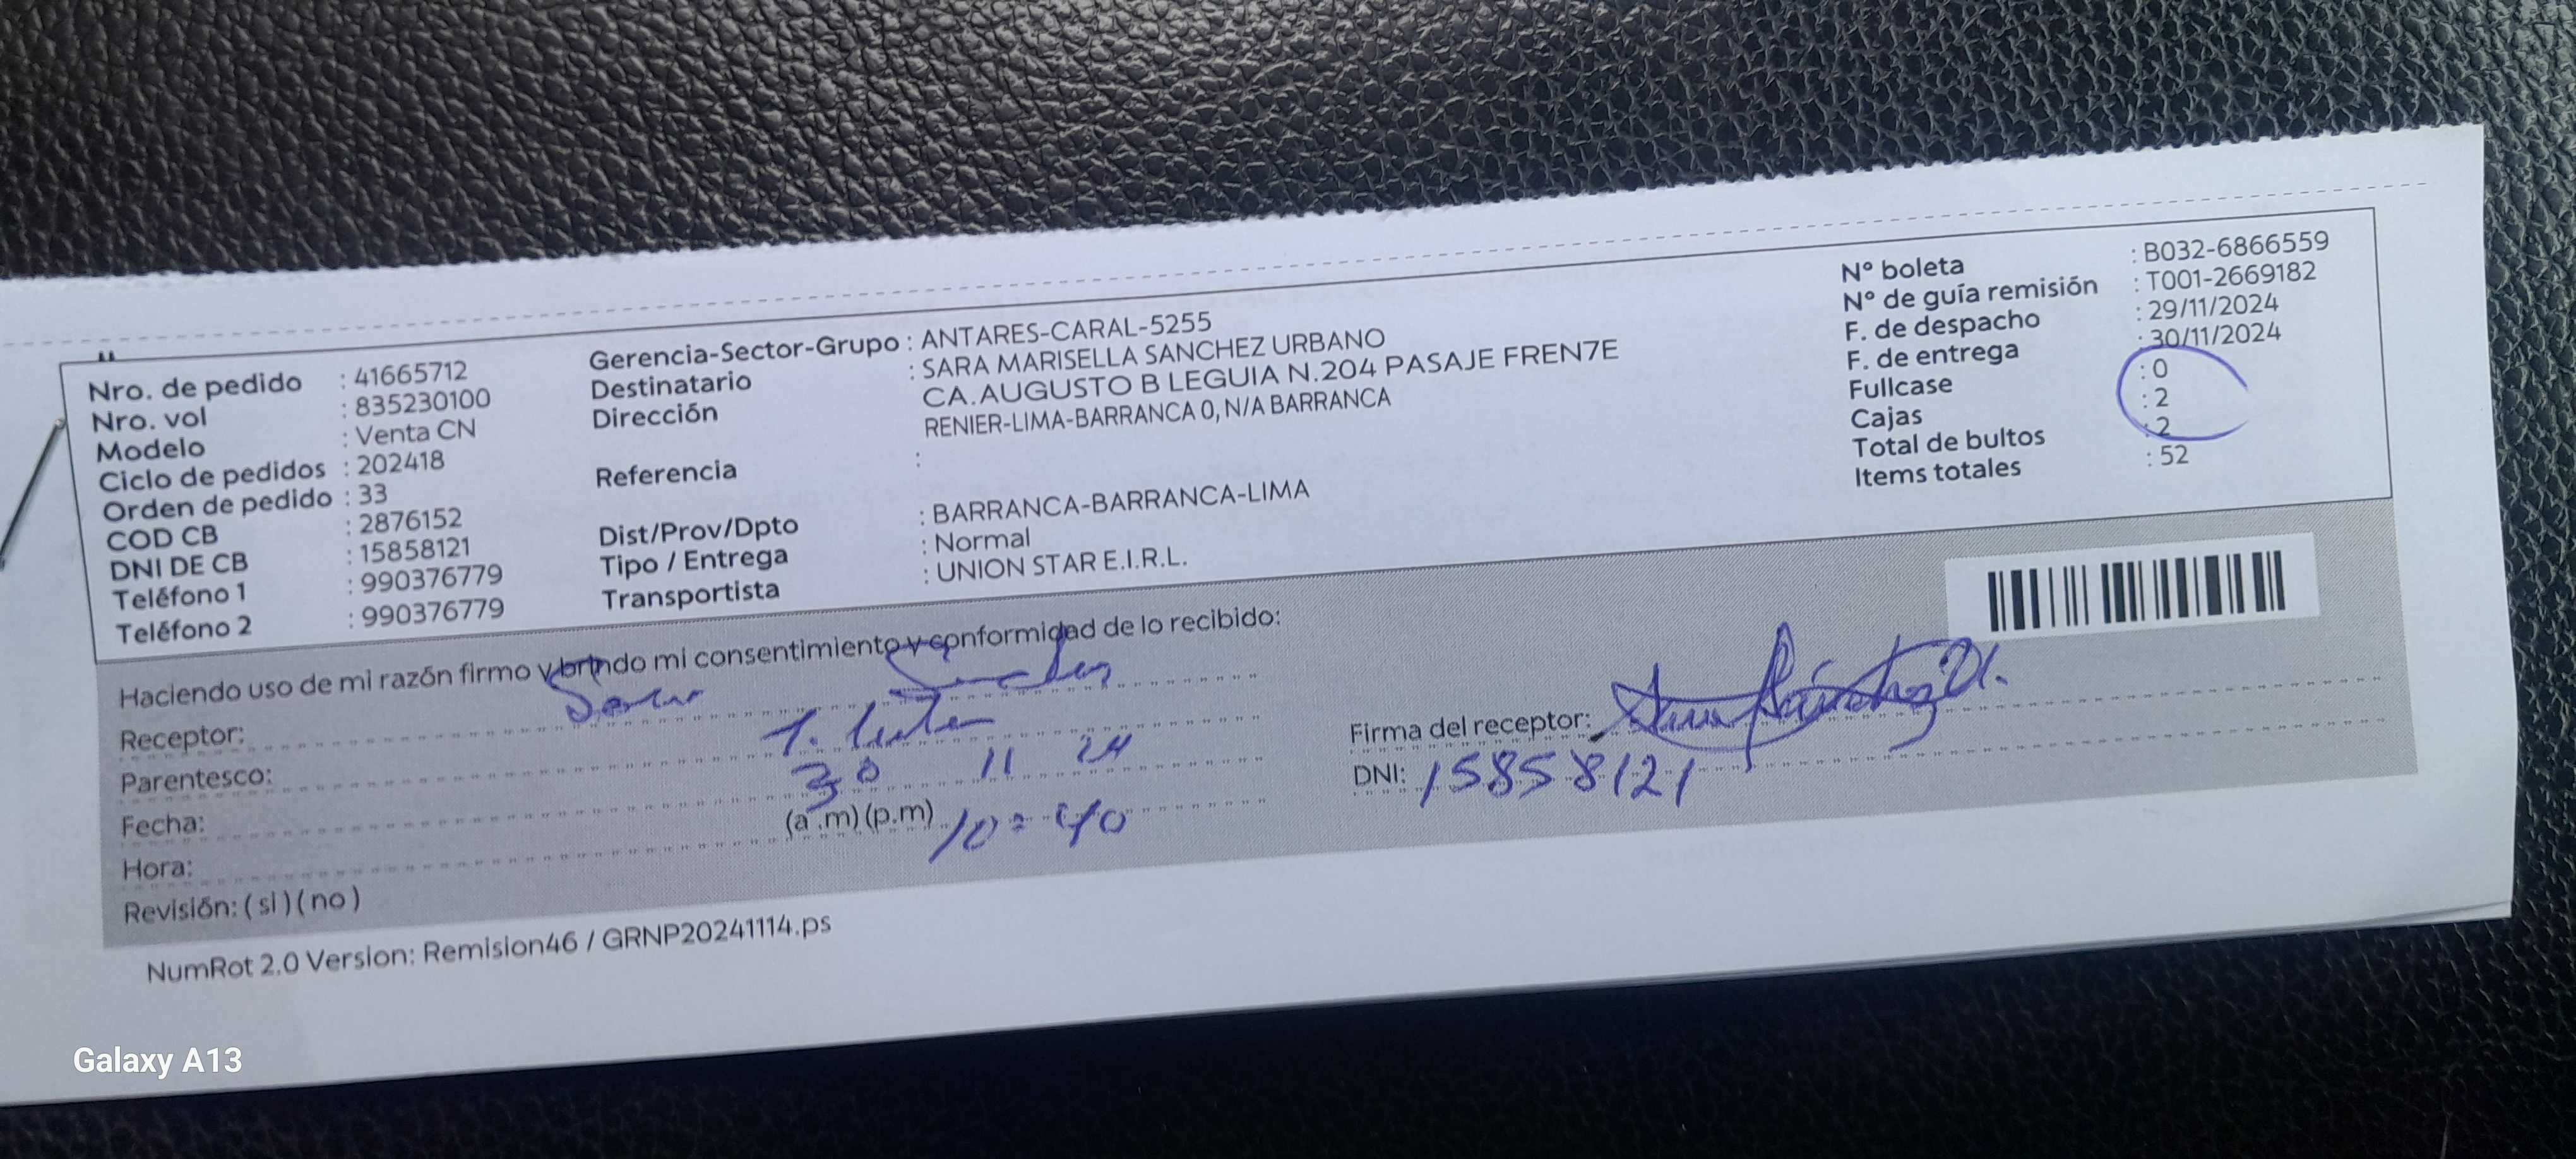 Nro. de pedido : 41665712
Nro. vol : 835230100
Modelo : Venta CN
Ciclo de pedidos : 202418
Orden de pedido : 33
COD CB : 2876152
DNI DE CB : 15858121
Teléfono 1 : 990376779
Teléfono 2 : 990376779
Gerencia-Sector-Grupo : ANTARES-CARAL-5255
Destinatario : SARA MARISELLA SANCHEZ URBANO
Dirección CA.AUGUSTO B LEGUIA N.204 PASAJE FREN7E
RENIER-LIMA-BARRANCA 0, N/A BARRANCA
Referencia :
Dist/Prov/Dpto : BARRANCA-BARRANCA-LIMA
Tipo / Entrega : Normal
Transportista : UNION STAR E.I.R.L.
N° boleta : B032-6866559
N° de guía remisión : T001-2669182
F. de despacho : 29/11/2024
F. de entrega : 30/11/2024
Fullcase : 0
Cajas : 2
Total de bultos : 2
Items totales : 52
Haciendo uso de mi razón firmo y brindo mi consentimiento y conformidad de lo recibido:
Receptor: Sara Sanchez
Parentesco:
Fecha: 30 11 24
Hora: (a .m) (p.m) 10:40
Revisión: ( si ) ( no )
Firma del receptor:
DNI: 15858121
NumRot 2.0 Version: Remision46 / GRNP20241114.ps
Galaxy A13